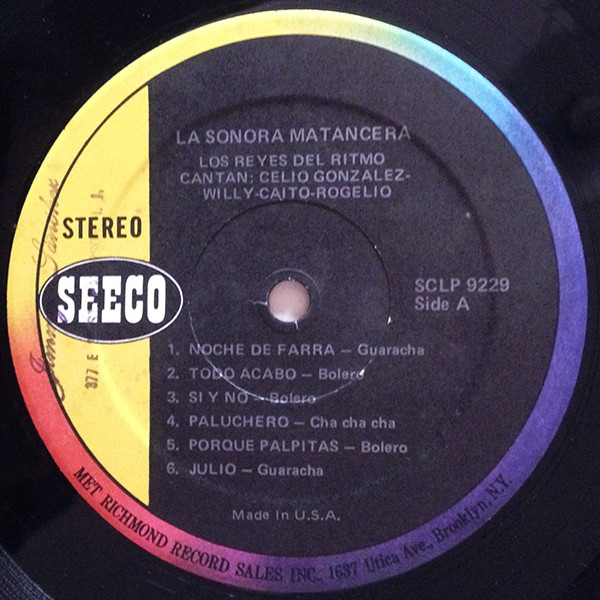 LA SONORA MATANCERA
LOS REYES DEL RITMO
CANTAN: CELIO GONZALEZ-
WILLY-CAITO-ROGELIO
STEREO
SEECO
SCLP 9229
Side A
1. NOCHE DE FARRA — Guaracha
2. TODO ACABO — Bolero
3. SI Y NO — Bolero
4. PALUCHERO — Cha cha cha
5. PORQUE PALPITAS — Bolero
6. JULIO — Guaracha
Made In U.S.A.
MET RICHMOND RECORD SALES INC., 1637 Utica Ave., Brooklyn, N.Y.
377 E